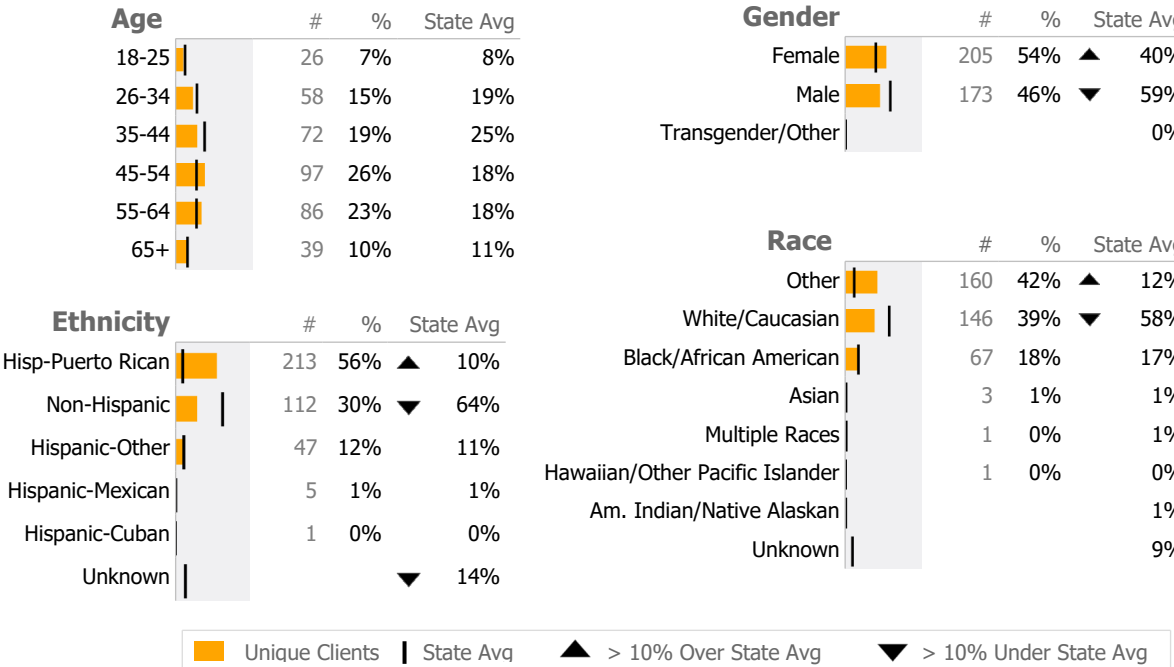 Age # % State Avg
18-25 26 7% 8%
26-34 58 15% 19%
35-44 72 19% 25%
45-54 97 26% 18%
55-64 86 23% 18%
65+ 39 10% 11%
Ethnicity # % State Avg
Hisp-Puerto Rican 213 56% ▲ 10%
Non-Hispanic 112 30% ▼ 64%
Hispanic-Other 47 12% 11%
Hispanic-Mexican 5 1% 1%
Hispanic-Cuban 1 0% 0%
Unknown ▼ 14%
Gender # % State Avg
Female 205 54% ▲ 40%
Male 173 46% ▼ 59%
Transgender/Other 0%
Race # % State Avg
Other 160 42% ▲ 12%
White/Caucasian 146 39% ▼ 58%
Black/African American 67 18% 17%
Asian 3 1% 1%
Multiple Races 1 0% 1%
Hawaiian/Other Pacific Islander 1 0% 0%
Am. Indian/Native Alaskan 1%
Unknown 9%
Unique Clients | State Avg ▲ > 10% Over State Avg ▼ > 10% Under State Avg